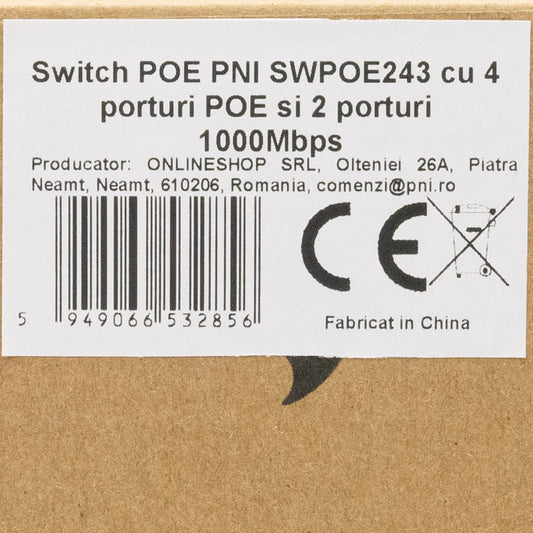 Switch POE PNI SWPOE243 cu 4
porturi POE si 2 porturi
1000Mbps
Producator: ONLINESHOP SRL, Olteniei 26A, Piatra
Neamt, Neamt, 610206, Romania, comenzi@pni.ro
CE
5 949066 532856
Fabricat in China